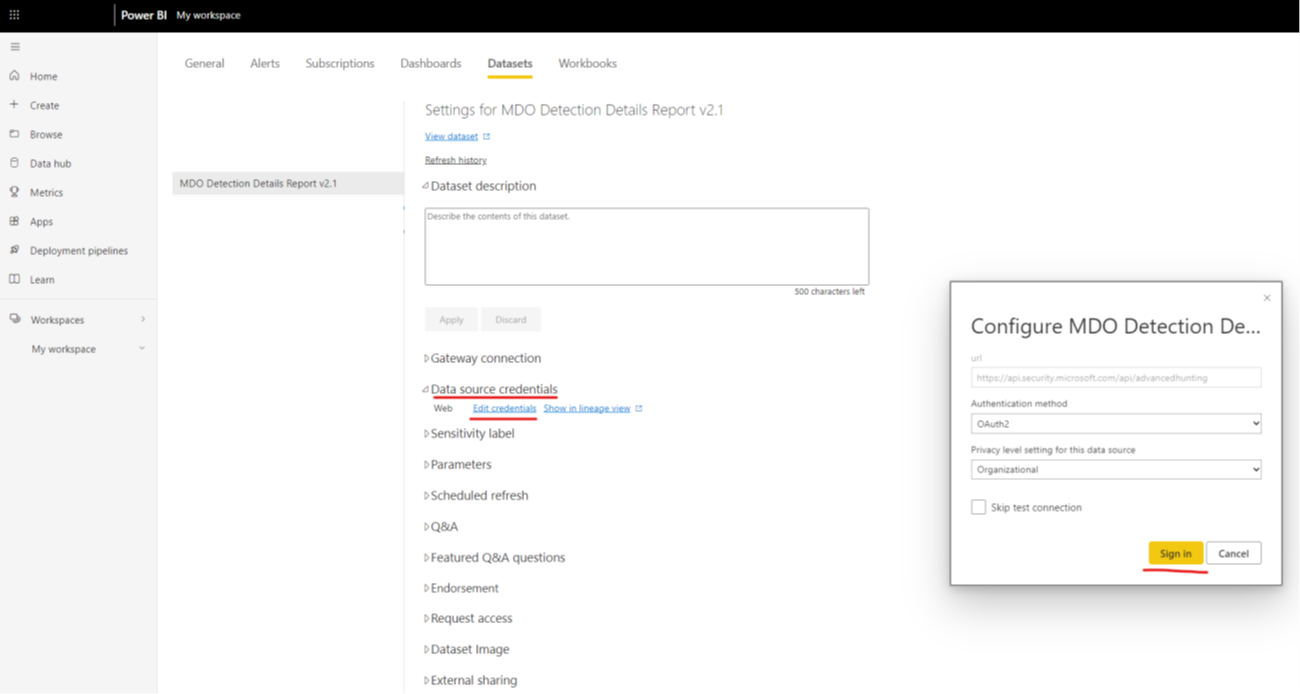 Power BI My workspace
Home
Create
Browse
Data hub
Metrics
Apps
Deployment pipelines
Learn
Workspaces
My workspace
General Alerts Subscriptions Dashboards Datasets Workbooks
MDO Detection Details Report v2.1
Settings for MDO Detection Details Report v2.1
View dataset
Refresh history
Dataset description
Describe the contents of this dataset.
500 characters left
Apply Discard
Gateway connection
Data source credentials
Web Edit credentials Show in lineage view
Sensitivity label
Parameters
Scheduled refresh
Q&A
Featured Q&A questions
Endorsement
Request access
Dataset Image
External sharing
Configure MDO Detection De...
url
https://api.security.microsoft.com/api/advancedhunting
Authentication method
OAuth2
Privacy level setting for this data source
Organizational
Skip test connection
Sign in Cancel